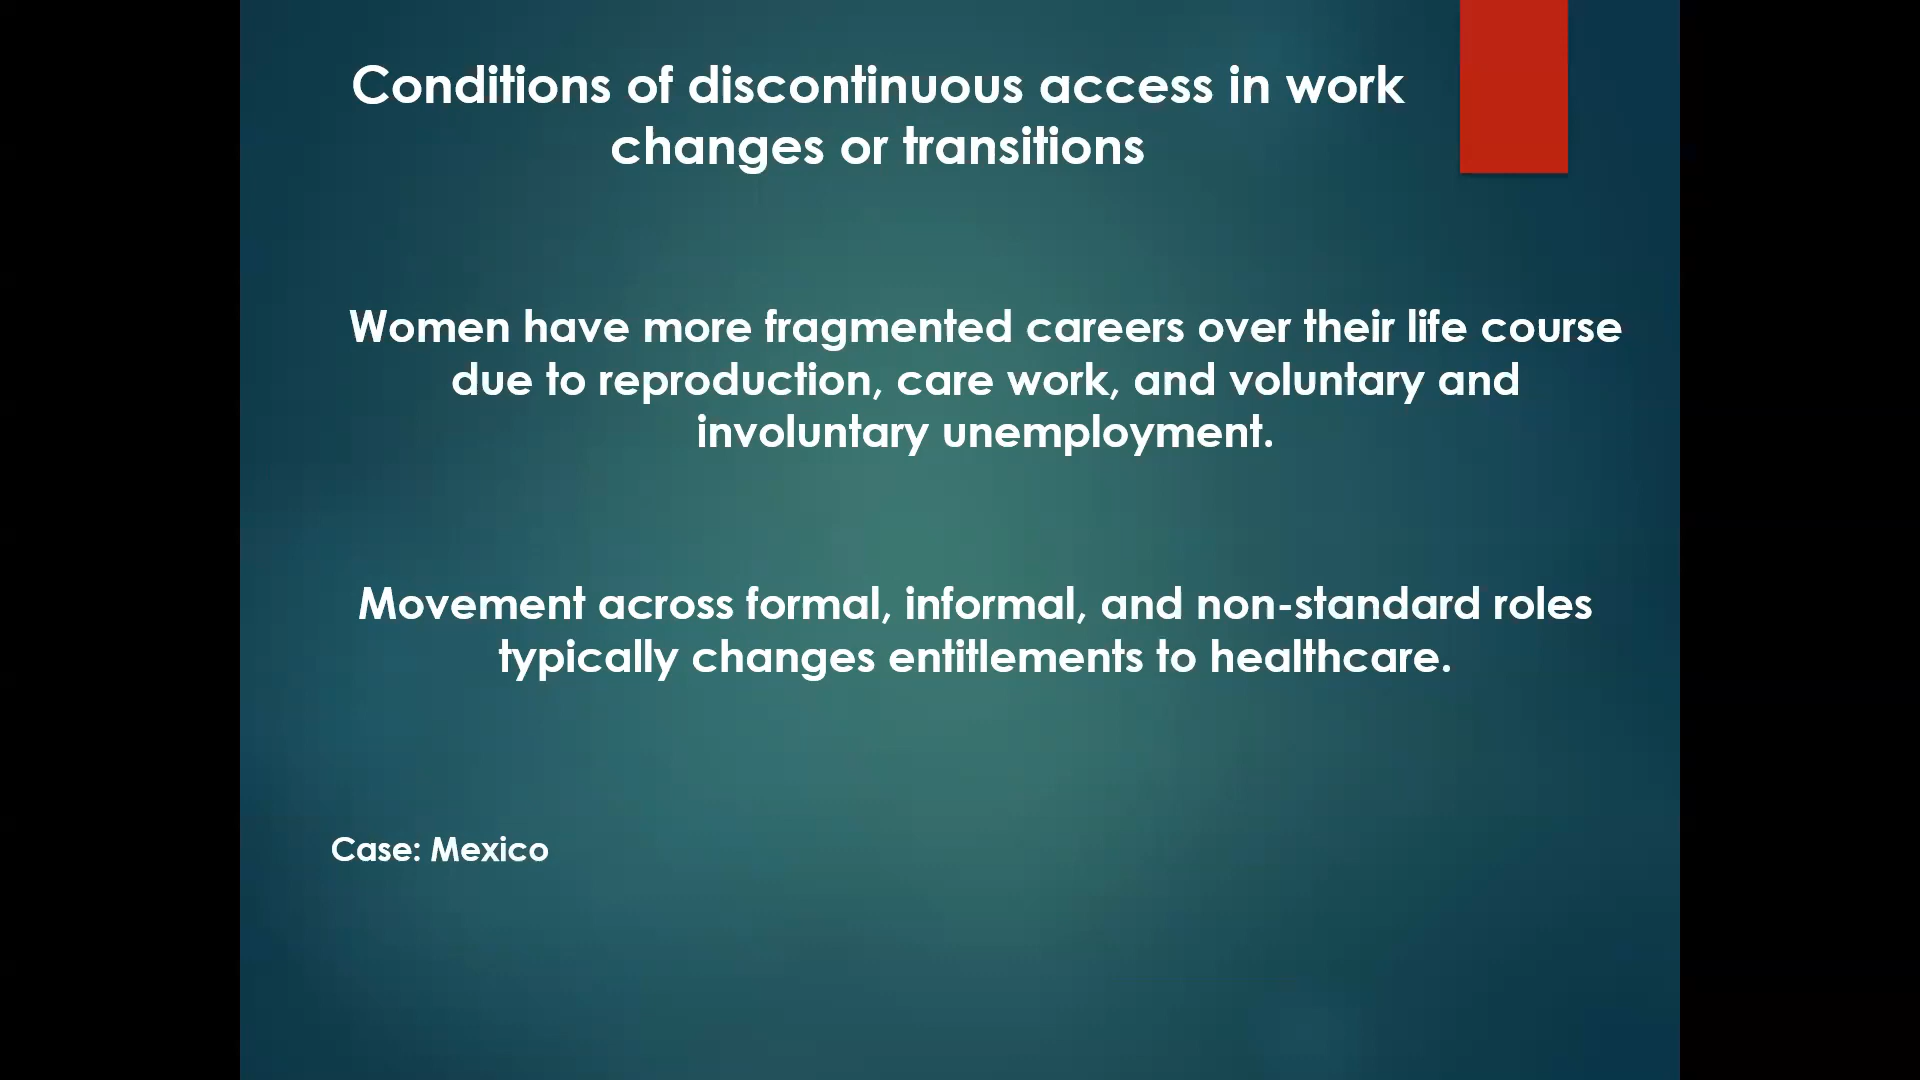 Conditions of discontinuous access in work
changes or transitions
Women have more fragmented careers over their life course
due to reproduction, care work, and voluntary and
involuntary unemployment.
Movement across formal, informal, and non-standard roles
typically changes entitlements to healthcare.
Case: Mexico